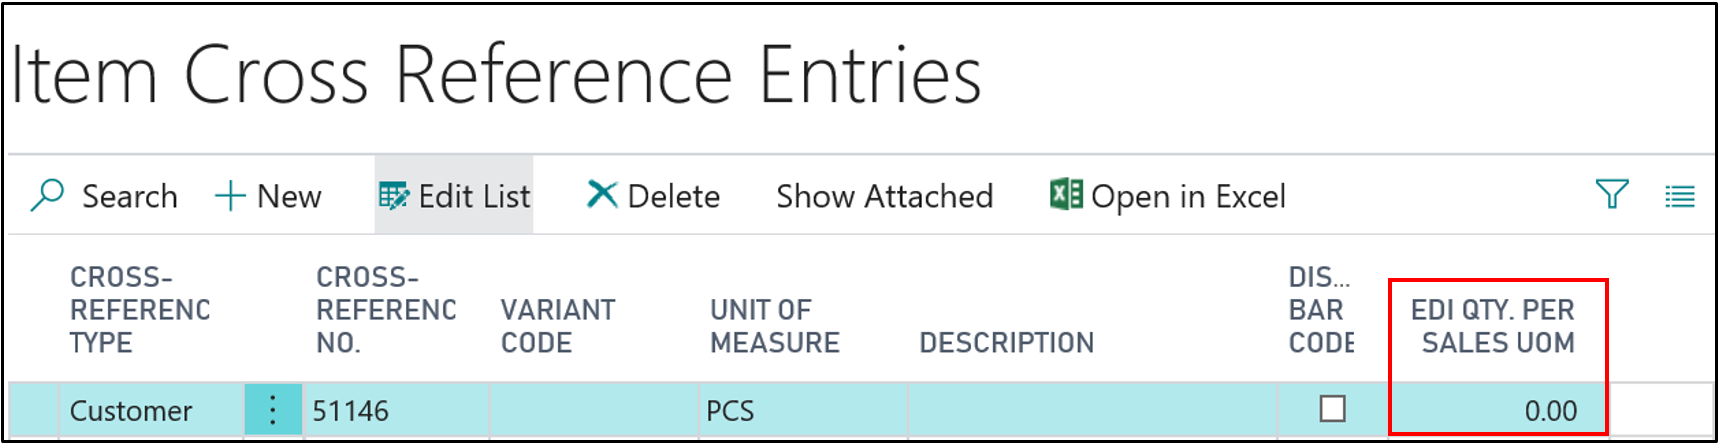 Item Cross Reference Entries
Search New Edit List Delete Show Attached Open in Excel
CROSS-
REFERENC
TYPE
CROSS-
REFERENC
NO.
VARIANT
CODE
UNIT OF
MEASURE
DESCRIPTION
DIS...
BAR
CODE
EDI QTY. PER
SALES UOM
Customer 51146 PCS 0.00